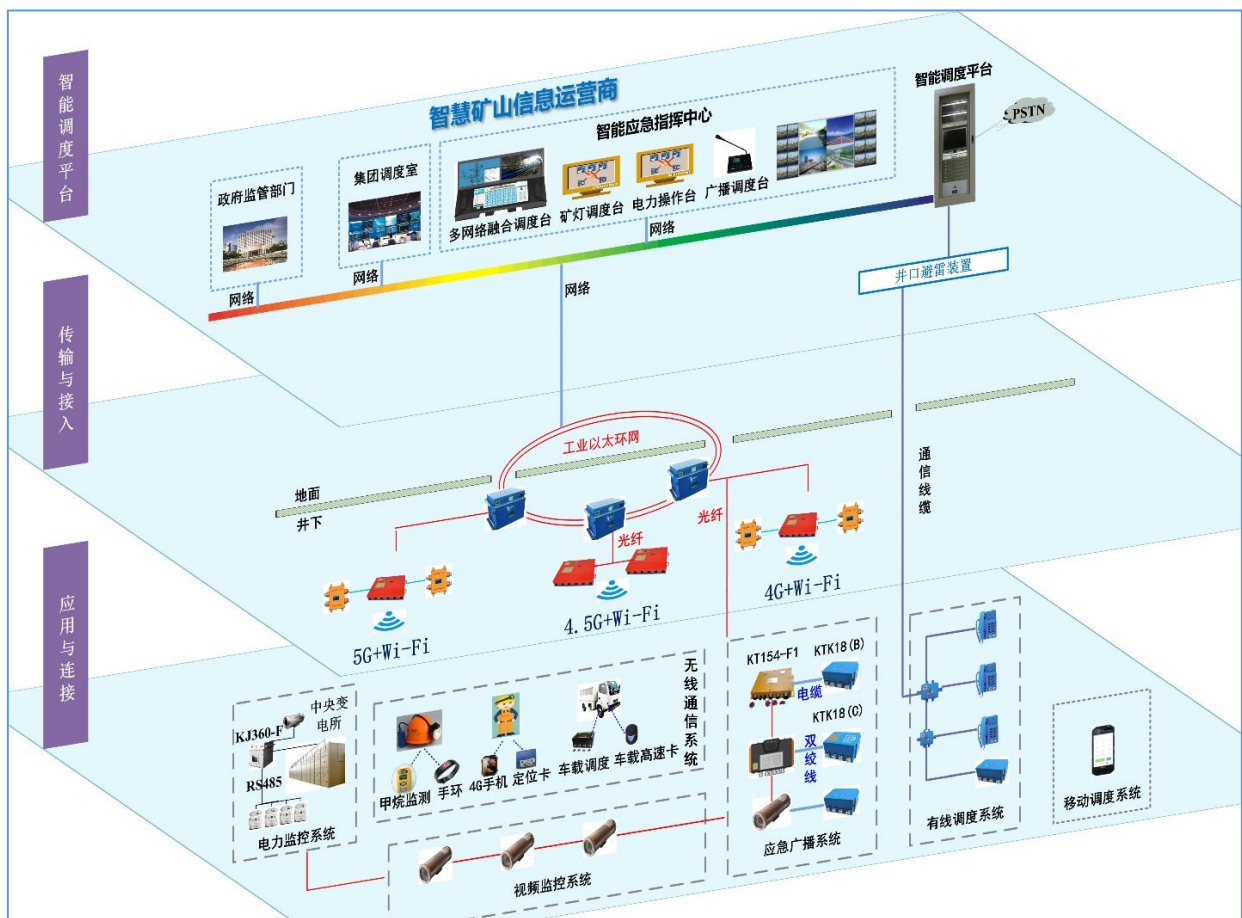 智能调度平台
智慧矿山信息运营商
智能调度平台
PSTN
智能应急指挥中心
政府监管部门
集团调度室
多网络融合调度台
矿灯调度台
电力操作台
广播调度台
网络
网络
网络
网络
井口避雷装置
传输与接入
工业以太环网
地面
井下
光纤
光纤
通信线缆
5G+Wi-Fi
4.5G+Wi-Fi
4G+Wi-Fi
应用与连接
中央变
电所
KJ360-F
RS485
电力监控系统
无线通信系统
甲烷监测
手环
4G手机
定位卡
车载调度
车载高速卡
视频监控系统
KT154-F1
KTK18(B)
电缆
KTK18(C)
双绞线
应急广播系统
有线调度系统
移动调度系统